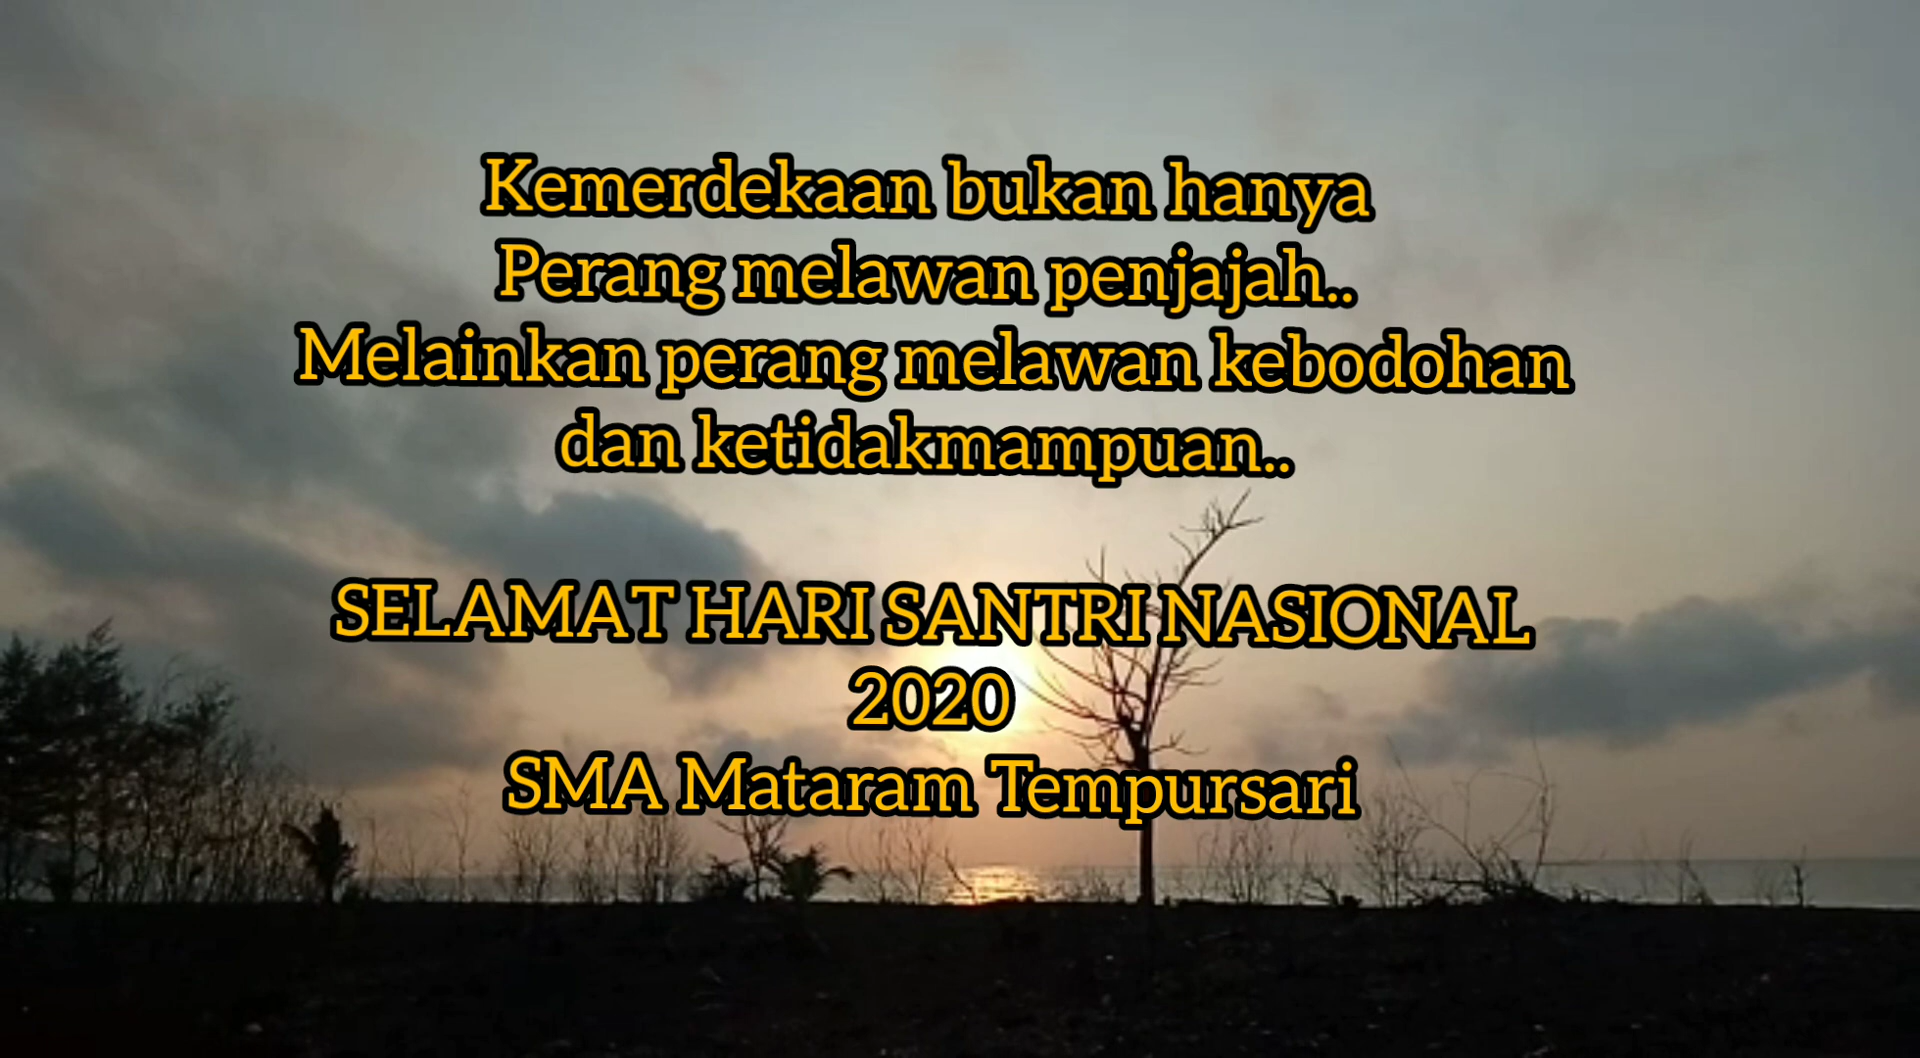 Kemerdekaan bukan hanya
Perang melawan penjajah..
Melainkan perang melawan kebodohan
dan ketidakmampuan..
SELAMAT HARI SANTRI NASIONAL
2020
SMA Mataram Tempursari